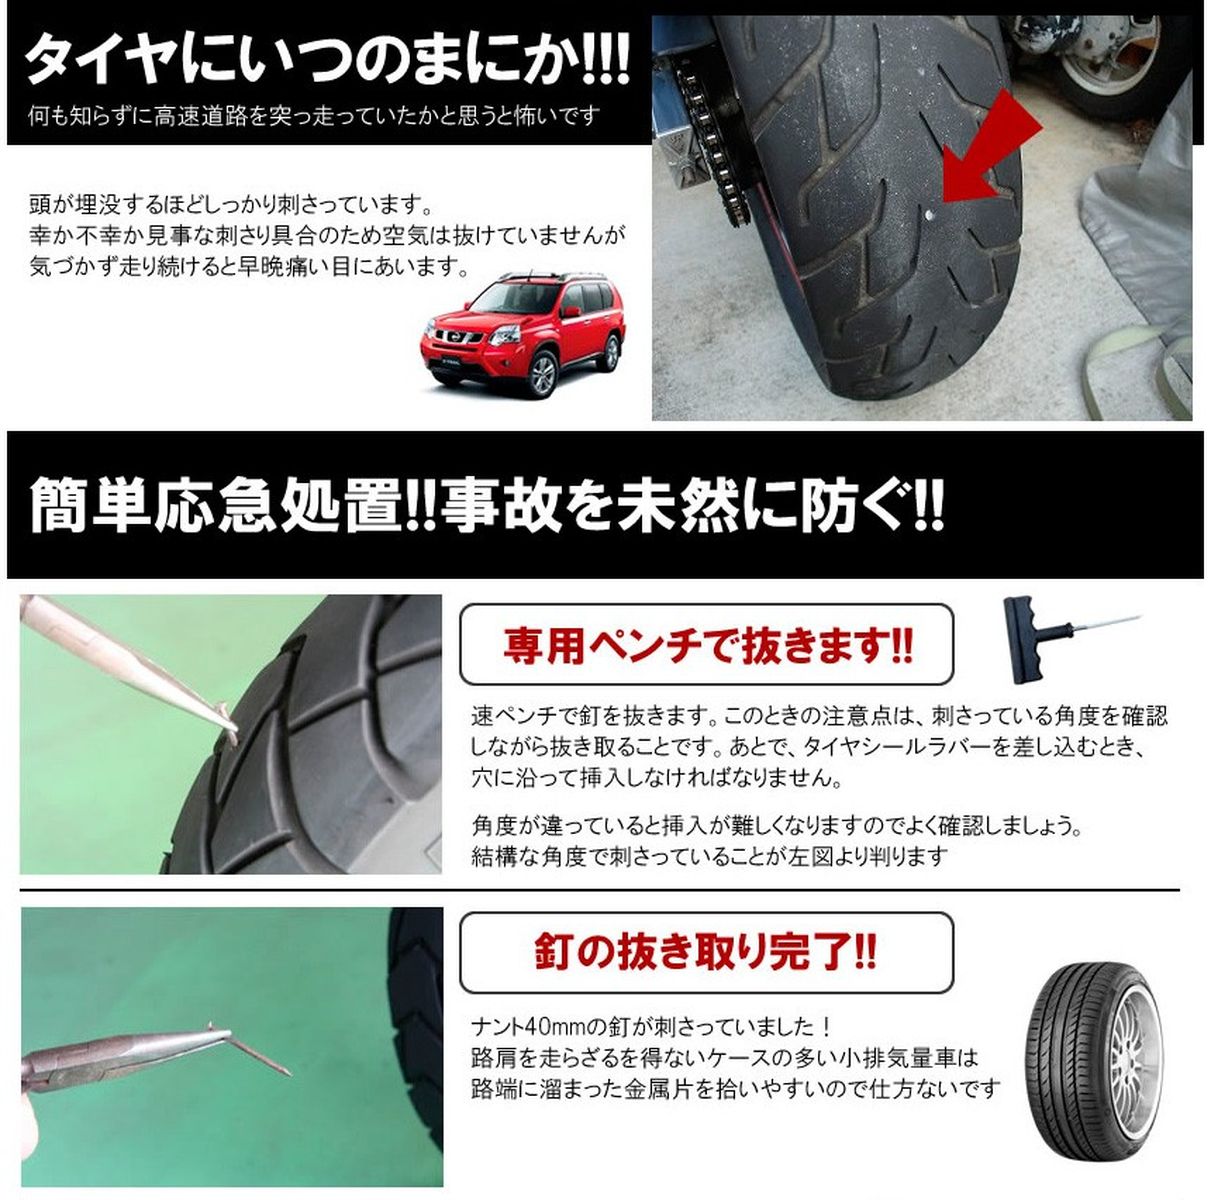 タイヤにいつのまにか!!!
何も知らずに高速道路を突っ走っていたかと思うと怖いです
頭が埋没するほどしっかり刺さっています。
幸か不幸か見事な刺さり具合のため空気は抜けていませんが
気づかず走り続けると早晩痛い目にあいます。
簡単応急処置!!事故を未然に防ぐ!!
専用ペンチで抜きます!!
速ペンチで釘を抜きます。このときの注意点は、刺さっている角度を確認
しながら抜き取ることです。あとで、タイヤシールラバーを差し込むとき、
穴に沿って挿入しなければなりません。
角度が違っていると挿入が難しくなりますのでよく確認しましょう。
結構な角度で刺さっていることが左図より判ります
釘の抜き取り完了!!
ナント40mmの釘が刺さっていました！
路肩を走らざるを得ないケースの多い小排気量車は
路端に溜まった金属片を拾いやすいので仕方ないです